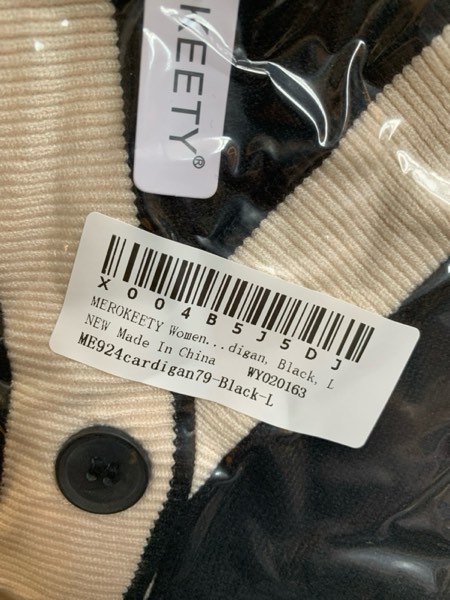 KEETY®
X004B5J5DJ
MEROKEETY Women...digan, Black, L
NEW Made In China WY020163
ME924cardigan79-Black-L